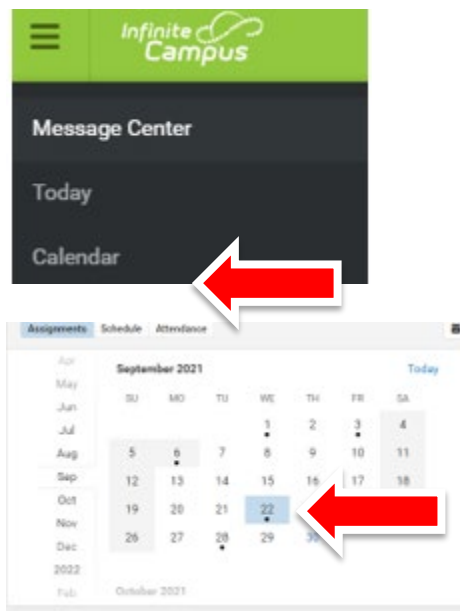 Infinite
Campus
Message Center
Today
Calendar
Assignments Schedule Attendance
Apr
May
Jun
Jul
Aug
Sep
Oct
Nov
Dec
2022
Feb
September 2021 Today
SU MO TU WE TH FR SA
1 2 3 4
5 6 7 8 9 10 11
12 13 14 15 16 17 18
19 20 21 22
26 27 28 29 30
October 2021